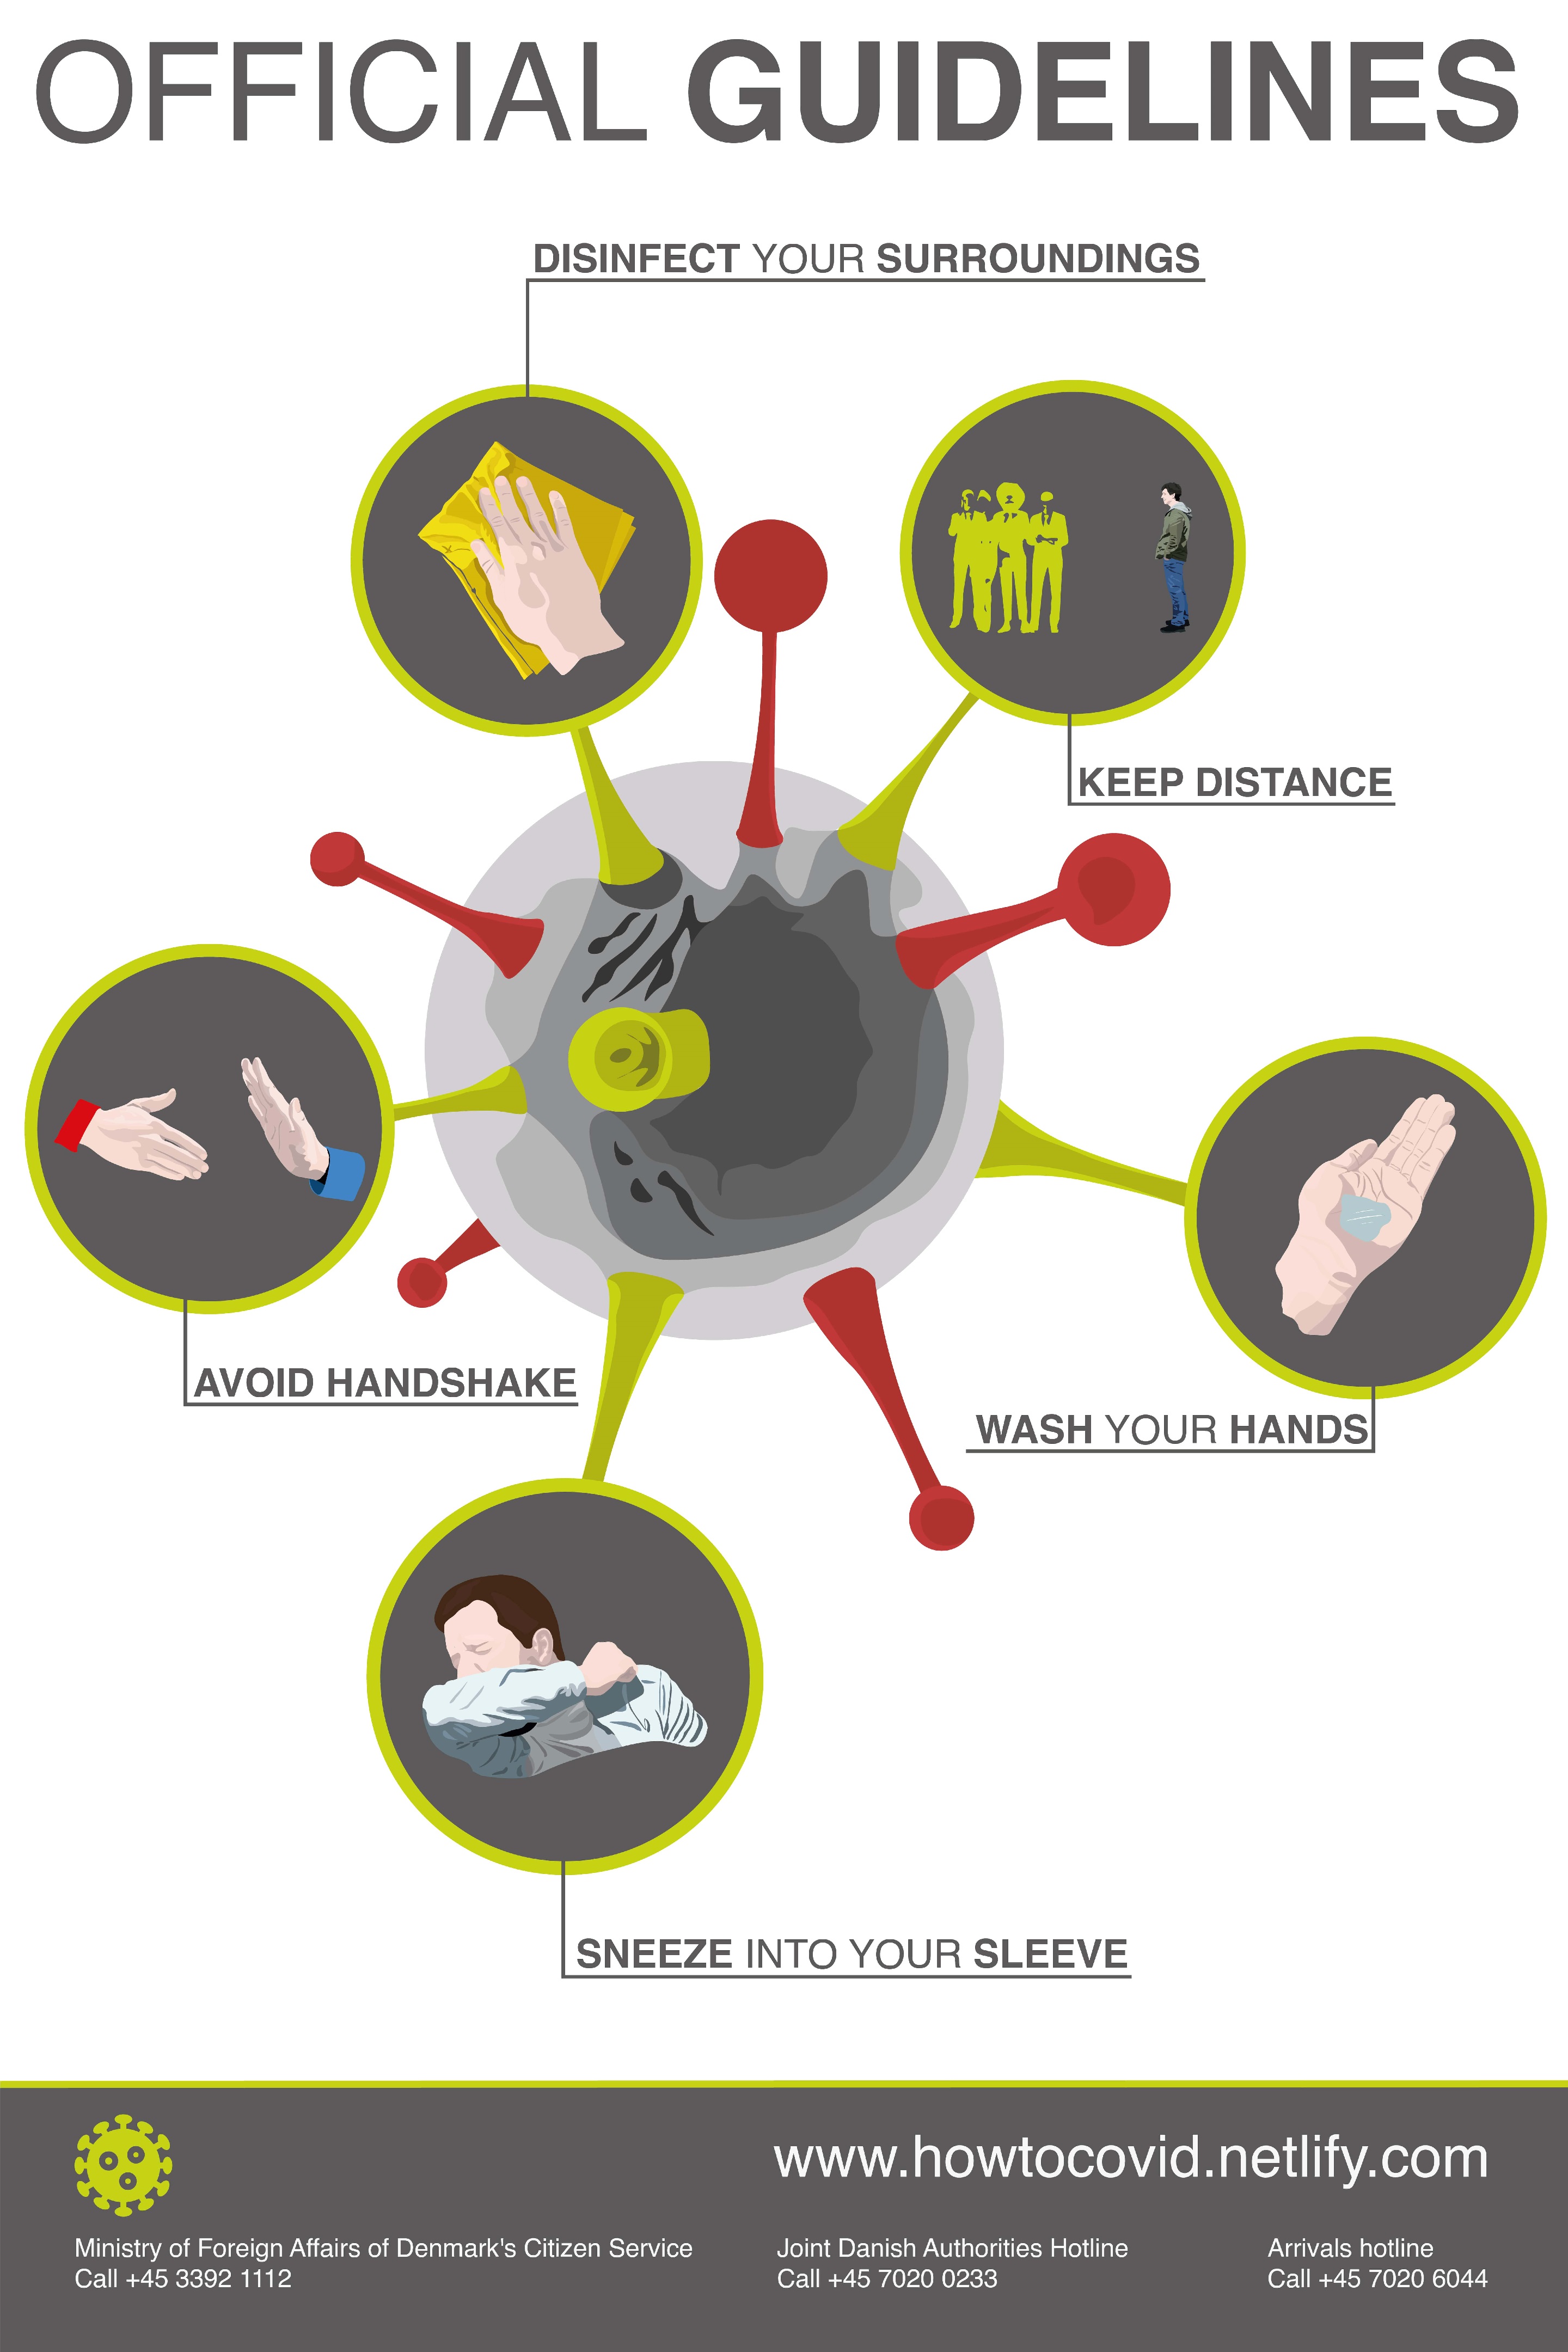 OFFICIAL GUIDELINES
DISINFECT YOUR SURROUNDINGS
KEEP DISTANCE
AVOID HANDSHAKE
WASH YOUR HANDS
SNEEZE INTO YOUR SLEEVE
www.howtocovid.netlify.com
Ministry of Foreign Affairs of Denmark's Citizen Service
Call +45 3392 1112
Joint Danish Authorities Hotline
Call +45 7020 0233
Arrivals hotline
Call +45 7020 6044